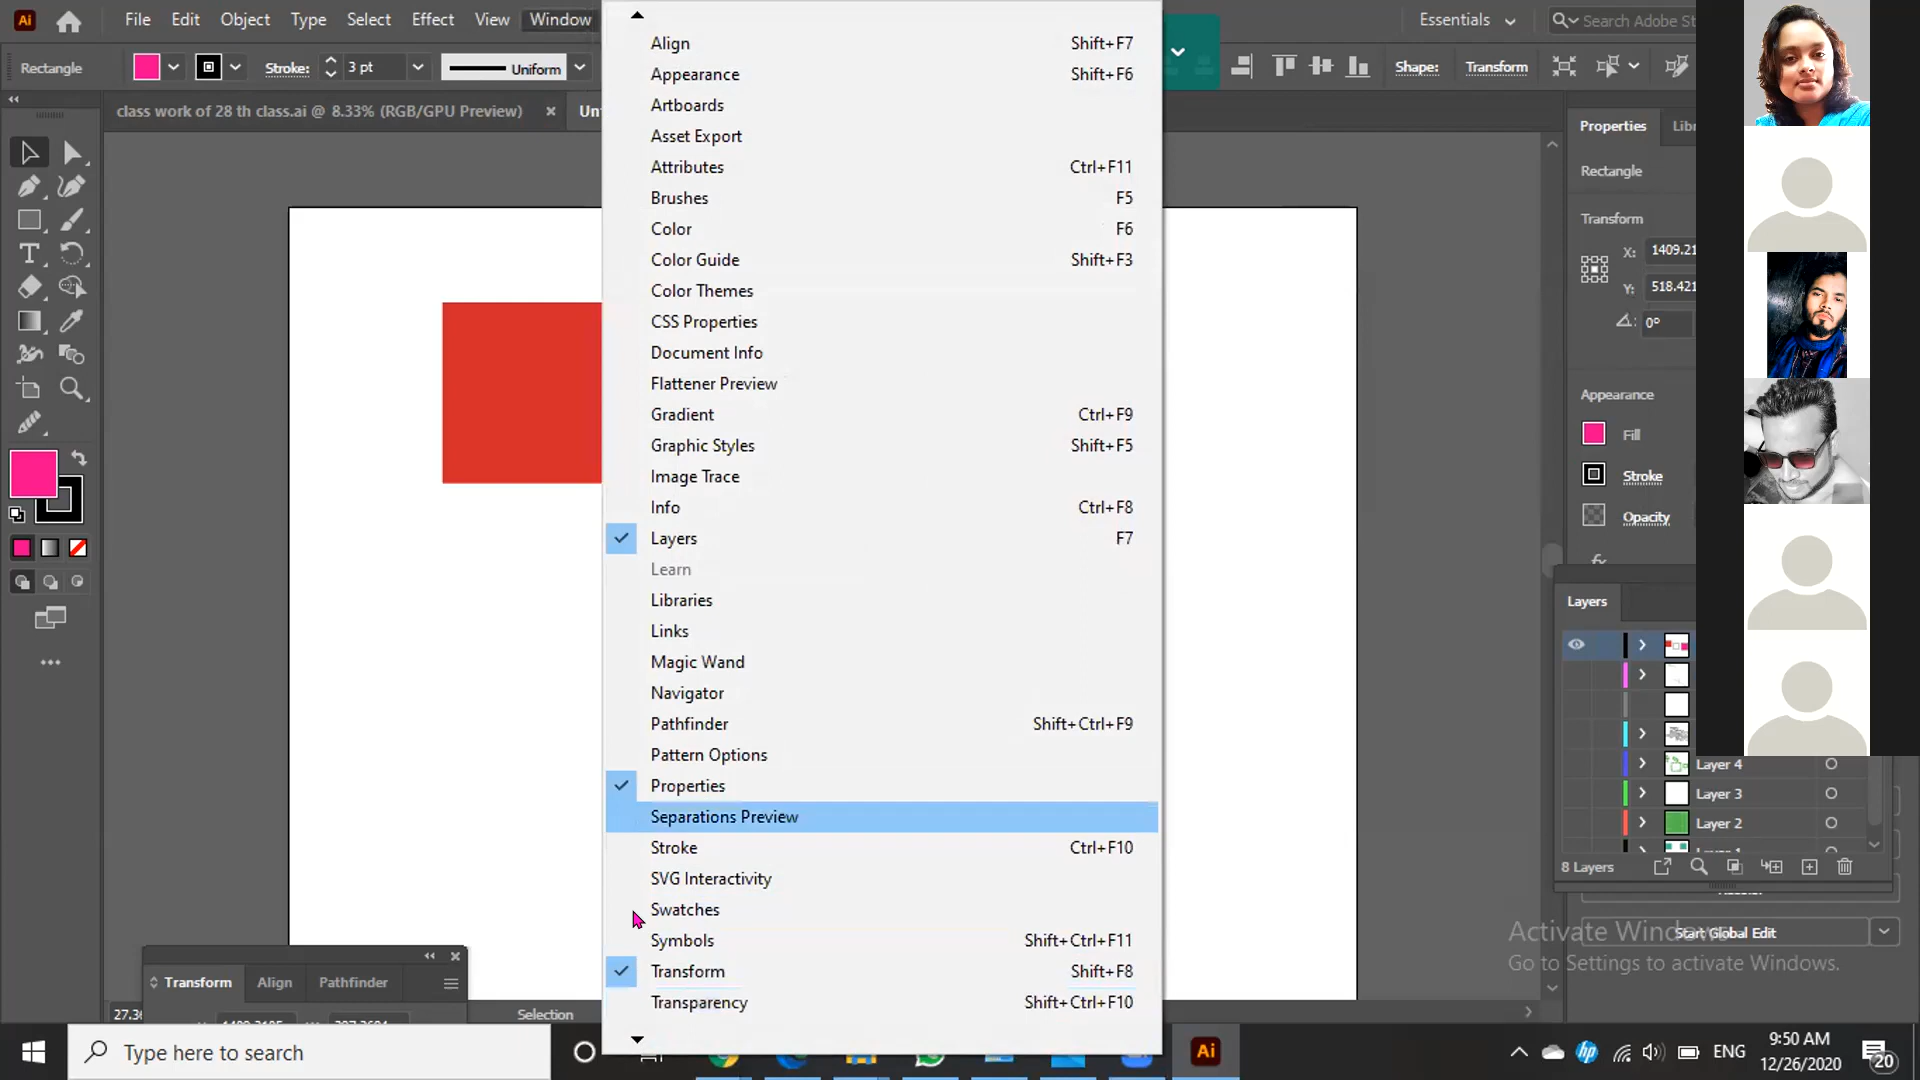 Ai File Edit Object Type Select Effect View Window Essentials Search Adobe St
Rectangle Stroke: 3 pt Uniform Shape: Transform
class work of 28 th class.ai @ 8.33% (RGB/GPU Preview) × Un
Align Shift+F7
Appearance Shift+F6
Artboards
Asset Export
Attributes Ctrl+F11
Brushes F5
Color F6
Color Guide Shift+F3
Color Themes
CSS Properties
Document Info
Flattener Preview
Gradient Ctrl+F9
Graphic Styles Shift+F5
Image Trace
Info Ctrl+F8
Layers F7
Learn
Libraries
Links
Magic Wand
Navigator
Pathfinder Shift+Ctrl+F9
Pattern Options
Properties
Separations Preview
Stroke Ctrl+F10
SVG Interactivity
Swatches
Symbols Shift+Ctrl+F11
Transform Shift+F8
Transparency Shift+Ctrl+F10
Properties Lib
Rectangle
Transform
X: 1409.21
Y: 518.421
0°
Appearance
Fill
Stroke
Opacity
fx
Layers
Layer 4
Layer 3
Layer 2
8 Layers
Start Global Edit
Activate Windows
Go to Settings to activate Windows.
Transform Align Pathfinder
27.36
Selection
Type here to search
Ai
ENG
9:50 AM
12/26/2020
20